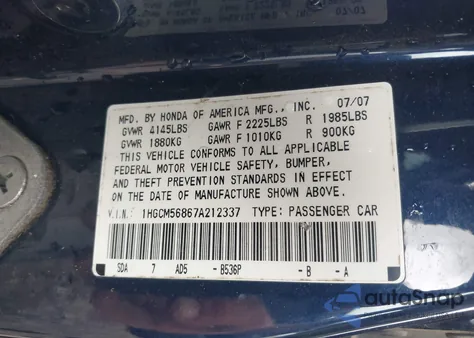 07/07
MFD. BY HONDA OF AMERICA MFG., INC. 07/07
GVWR 4145LBS GAWR F 2225LBS R 1985LBS
GVWR 1880KG GAWR F 1010KG R 900KG
THIS VEHICLE CONFORMS TO ALL APPLICABLE
FEDERAL MOTOR VEHICLE SAFETY, BUMPER,
AND THEFT PREVENTION STANDARDS IN EFFECT
ON THE DATE OF MANUFACTURE SHOWN ABOVE.
V.I.N. 1HGCM56867A212337 TYPE: PASSENGER CAR
SDA 7 AD5 - B536P - B - A
autoSnap